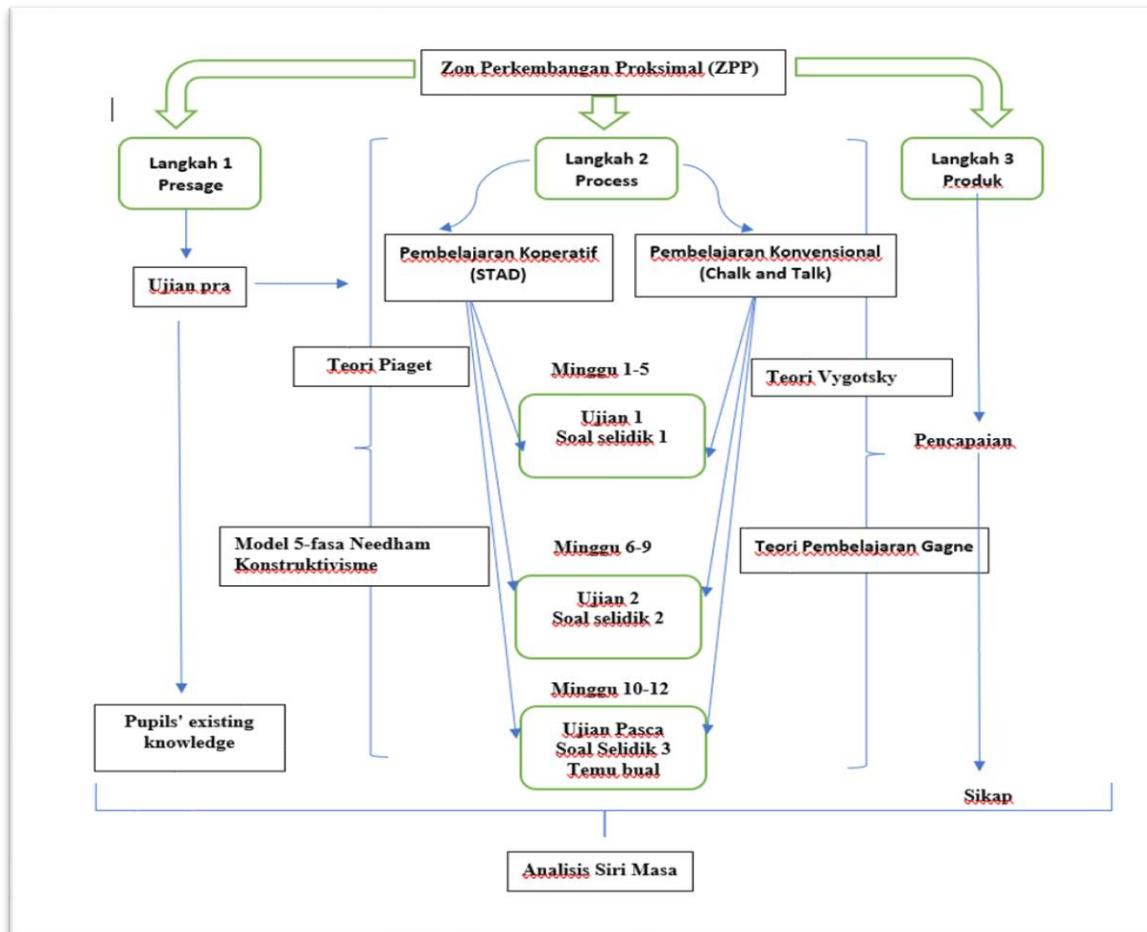 Zon Perkembangan Proksimal (ZPP)
Langkah 1
Presage
Langkah 2
Process
Langkah 3
Produk
Ujian pra
Pembelajaran Koperatif
(STAD)
Pembelajaran Konvensional
(Chalk and Talk)
Teori Piaget
Minggu 1-5
Teori Vygotsky
Ujian 1
Soal selidik 1
Pencapaian
Model 5-fasa Needham
Konstruktivisme
Minggu 6-9
Teori Pembelajaran Gagne
Ujian 2
Soal selidik 2
Minggu 10-12
Pupils' existing
knowledge
Ujian Pasca
Soal Selidik 3
Temu bual
Sikap
Analisis Siri Masa